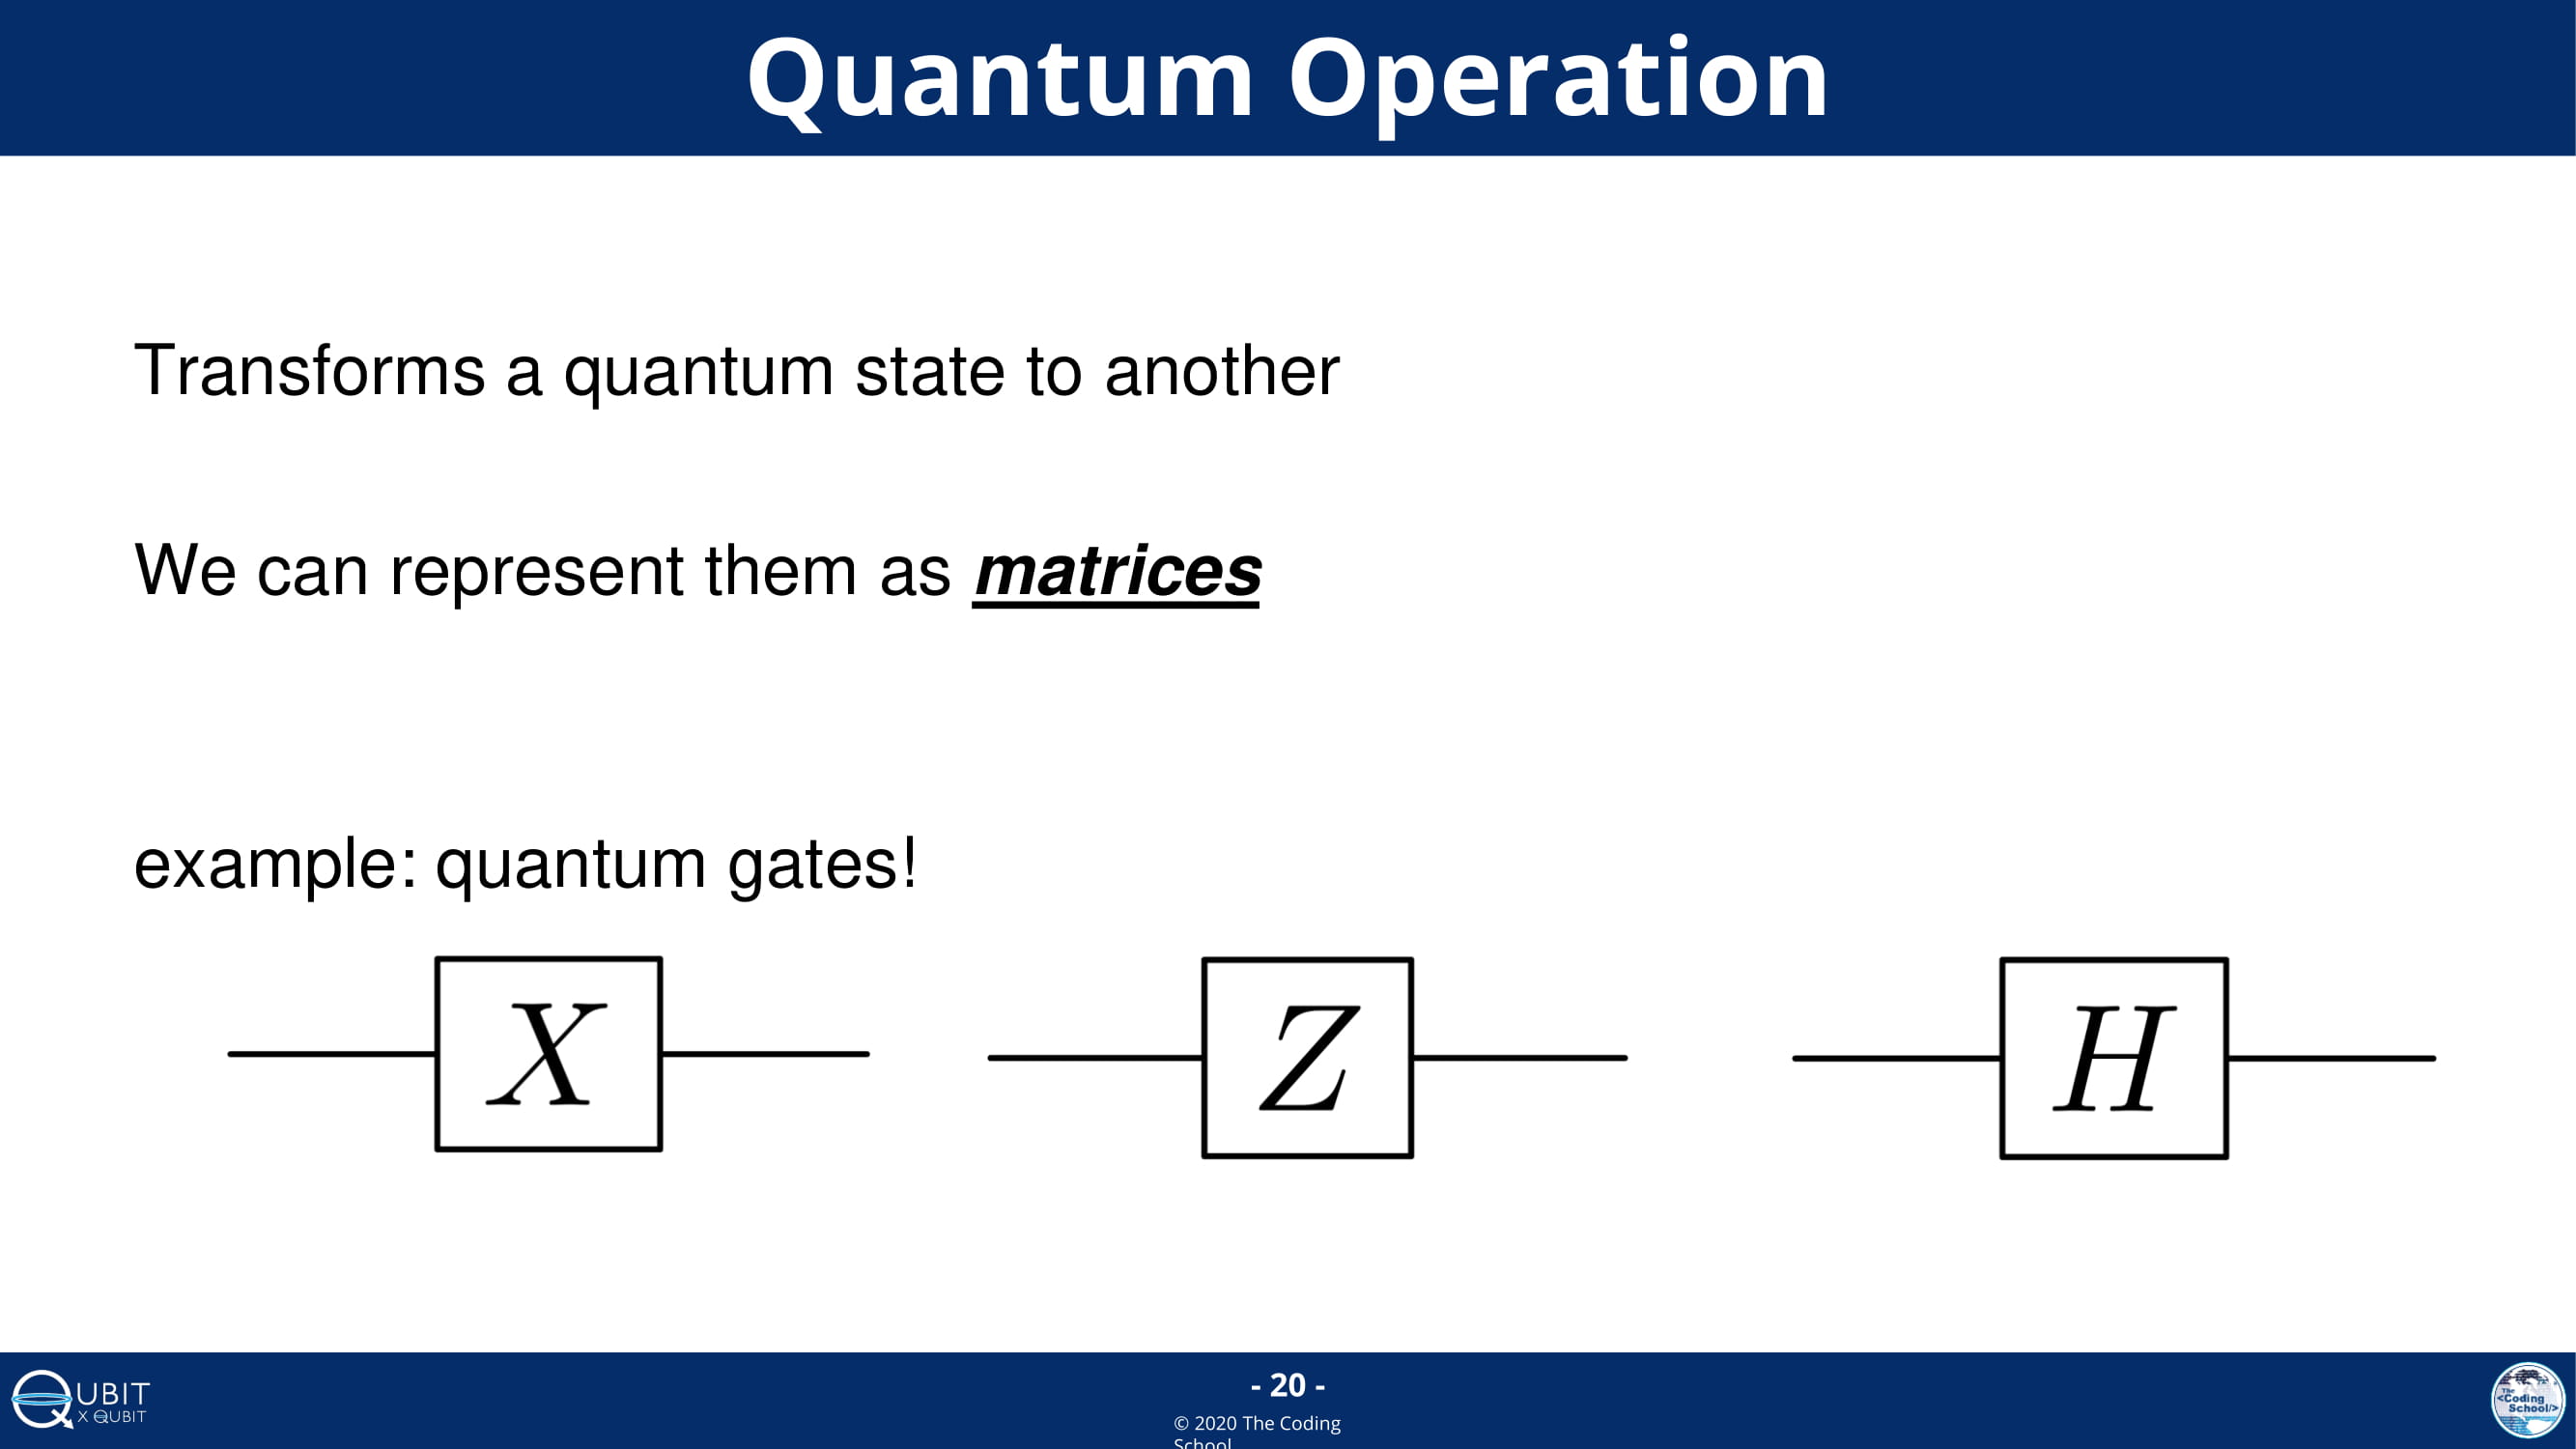 Quantum Operation
Transforms a quantum state to another
We can represent them as matrices
example: quantum gates!
X
Z
H
QUBIT
X QUBIT
- 20 -
© 2020 The Coding
School
The
<Coding
School/>